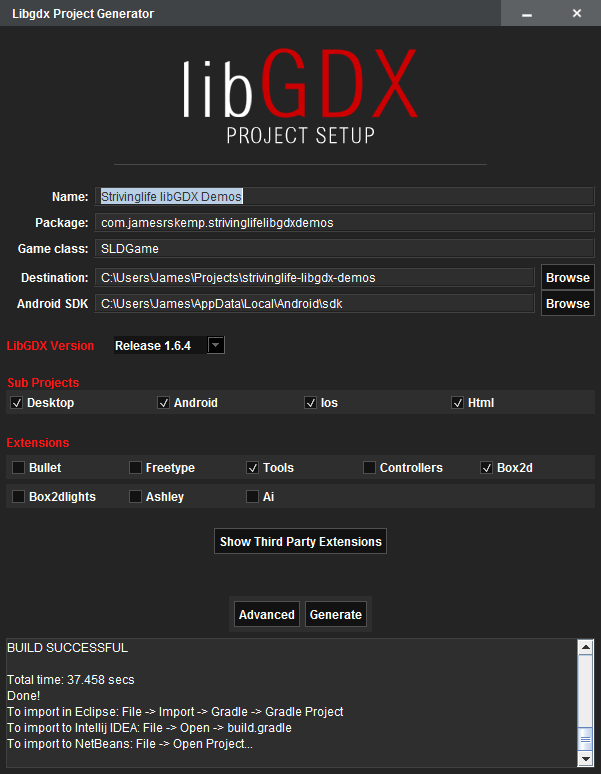 Libgdx Project Generator
libGDX
PROJECT SETUP
Name: Strivinglife libGDX Demos
Package: com.jamesrskemp.strivinglifelibgdxdemos
Game class: SLDGame
Destination: C:\Users\James\Projects\strivinglife-libgdx-demos Browse
Android SDK C:\Users\James\AppData\Local\Android\sdk Browse
LibGDX Version Release 1.6.4
Sub Projects
Desktop Android Ios Html
Extensions
Bullet Freetype Tools Controllers Box2d
Box2dlights Ashley Ai
Show Third Party Extensions
Advanced Generate
BUILD SUCCESSFUL
Total time: 37.458 secs
Done!
To import in Eclipse: File -> Import -> Gradle -> Gradle Project
To import to Intellij IDEA: File -> Open -> build.gradle
To import to NetBeans: File -> Open Project...